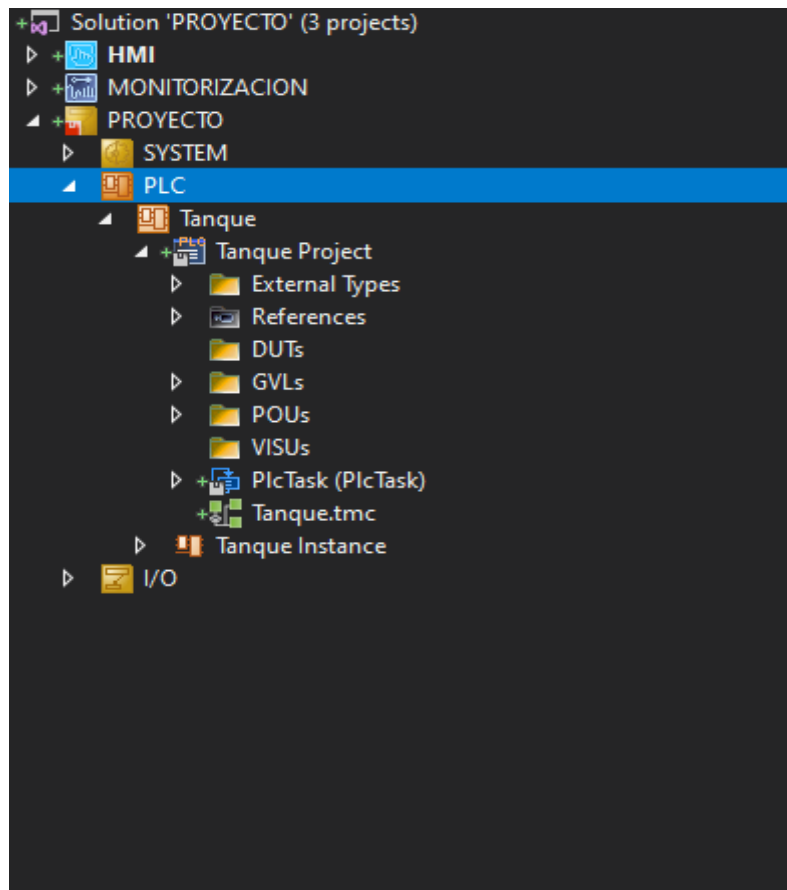 Solution 'PROYECTO' (3 projects)
HMI
MONITORIZACION
PROYECTO
SYSTEM
PLC
Tanque
Tanque Project
External Types
References
DUTs
GVLs
POUs
VISUs
PlcTask (PlcTask)
Tanque.tmc
Tanque Instance
I/O